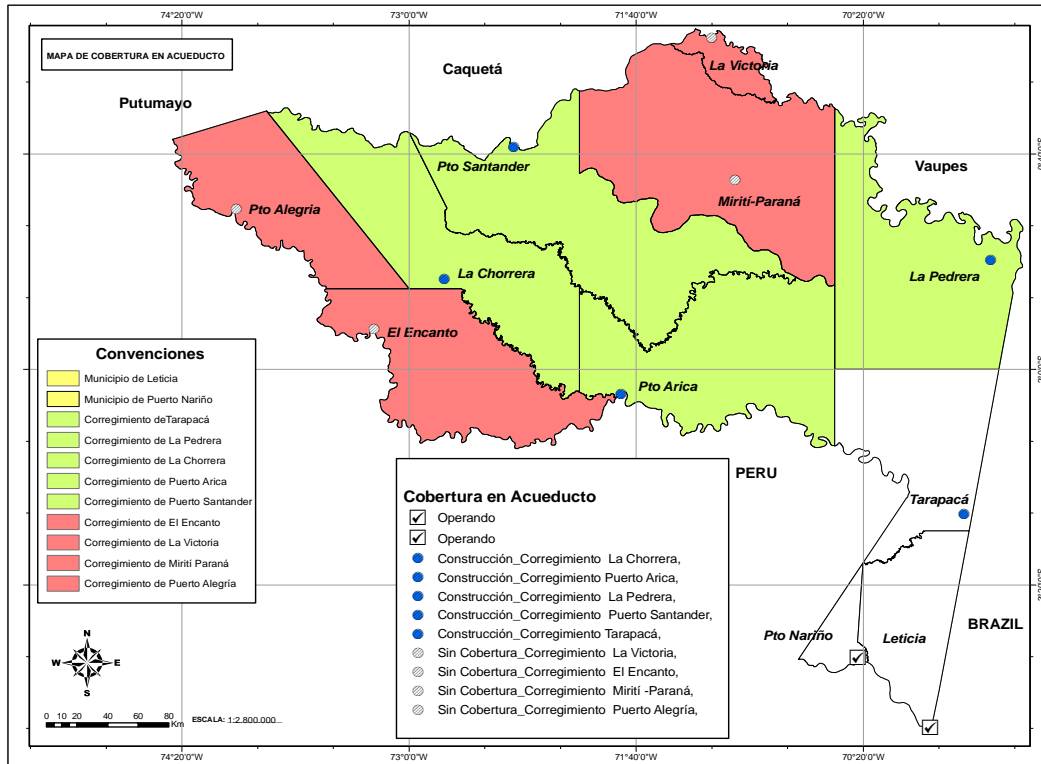 74°20'0"W
73°0'0"W
71°40'0"W
70°20'0"W
MAPA DE COBERTURA EN ACUEDUCTO
Caquetá
Putumayo
Vaupes
La Victoria
Pto Santander
Mirití-Paraná
Pto Alegria
La Chorrera
La Pedrera
El Encanto
Pto Arica
PERU
Tarapacá
Pto Nariño
Leticia
BRAZIL
Convenciones
Municipio de Leticia
Municipio de Puerto Nariño
Corregimiento deTarapacá
Corregimiento de La Pedrera
Corregimiento de La Chorrera
Corregimiento de Puerto Arica
Corregimiento de Puerto Santander
Corregimiento de El Encanto
Corregimiento de La Victoria
Corregimiento de Mirití Paraná
Corregimiento de Puerto Alegría
Cobertura en Acueducto
Operando
Operando
Construcción_Corregimiento La Chorrera,
Construcción_Corregimiento Puerto Arica,
Construcción_Corregimiento La Pedrera,
Construcción_Corregimiento Puerto Santander,
Construcción_Corregimiento Tarapacá,
Sin Cobertura_Corregimiento La Victoria,
Sin Cobertura_Corregimiento El Encanto,
Sin Cobertura_Corregimiento Mirití -Paraná,
Sin Cobertura_Corregimiento Puerto Alegría,
N
W E
S
0 10 20 40 60 80
Km
ESCALA: 1:2.800.000
74°20'0"W
73°0'0"W
71°40'0"W
70°20'0"W